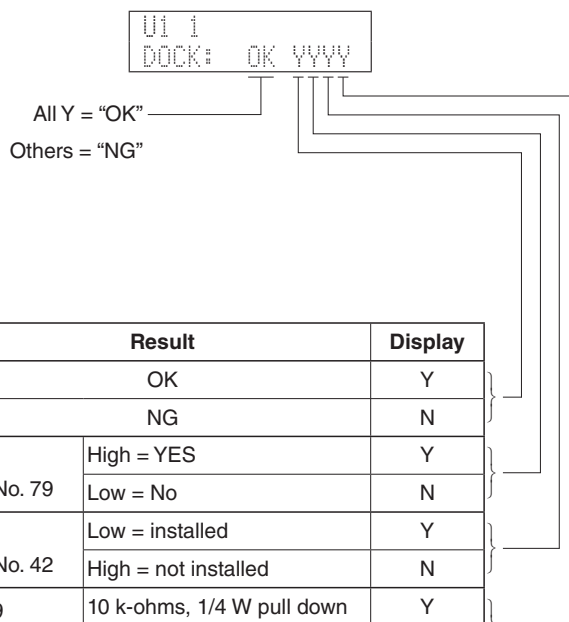 U1 1
DOCK: OK YYYY
All Y = “OK”
Others = “NG”
Result Display
OK Y
NG N
High = YES Y
No. 79 Low = No N
Low = installed Y
No. 42 High = not installed N
9 10 k-ohms, 1/4 W pull down Y